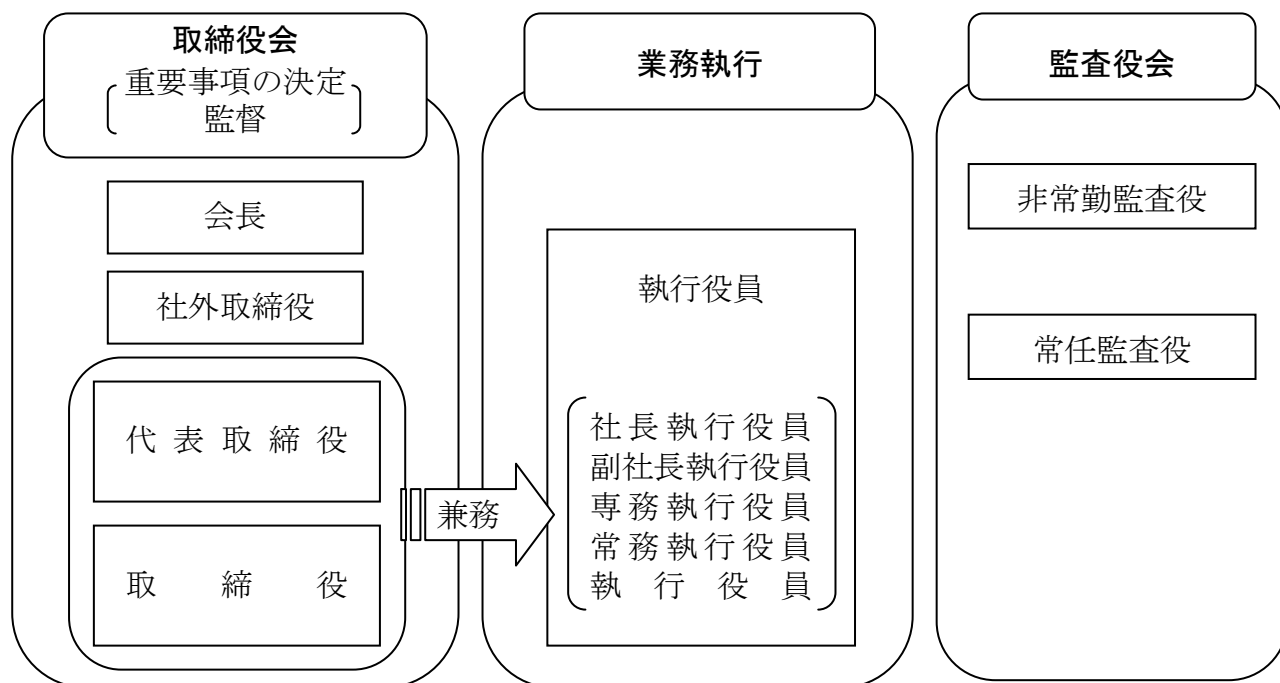 取締役会
重要事項の決定
監督
会長
社外取締役
代表取締役
取締役
兼務
業務執行
執行役員
社長執行役員
副社長執行役員
専務執行役員
常務執行役員
執行役員
監査役会
非常勤監査役
常任監査役